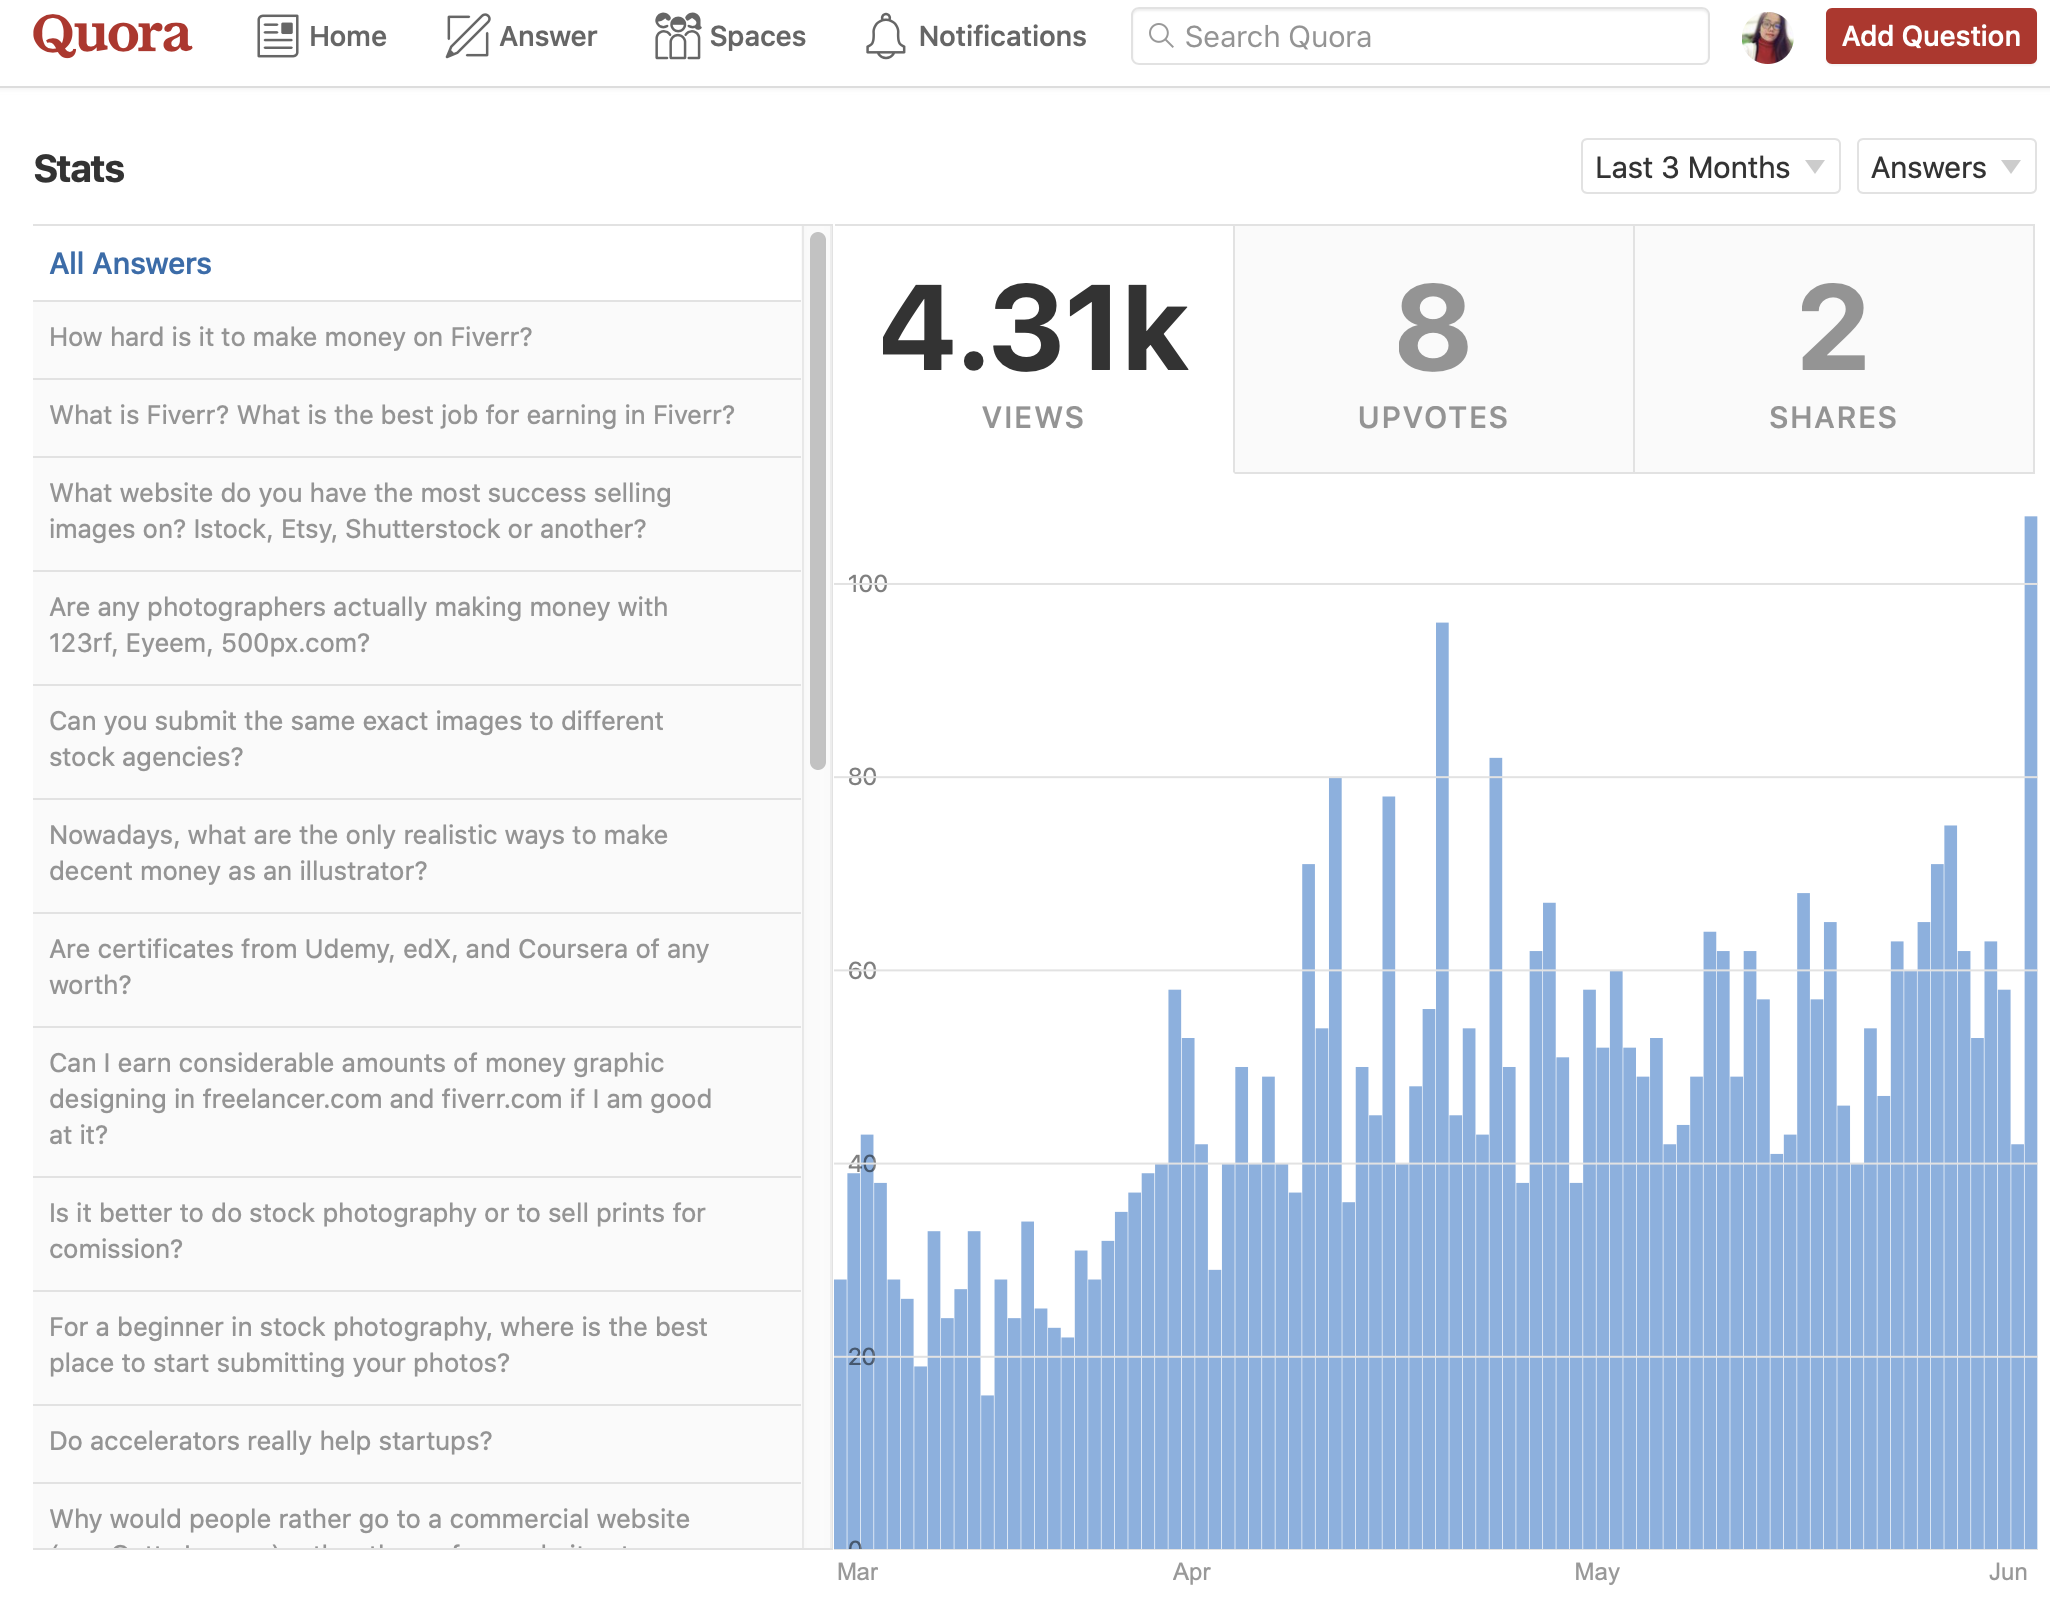 Quora
Home
Answer
Spaces
Notifications
Search Quora
Add Question
Stats
Last 3 Months
Answers
All Answers
How hard is it to make money on Fiverr?
What is Fiverr? What is the best job for earning in Fiverr?
What website do you have the most success selling
images on? Istock, Etsy, Shutterstock or another?
Are any photographers actually making money with
123rf, Eyeem, 500px.com?
Can you submit the same exact images to different
stock agencies?
Nowadays, what are the only realistic ways to make
decent money as an illustrator?
Are certificates from Udemy, edX, and Coursera of any
worth?
Can I earn considerable amounts of money graphic
designing in freelancer.com and fiverr.com if I am good
at it?
Is it better to do stock photography or to sell prints for
comission?
For a beginner in stock photography, where is the best
place to start submitting your photos?
Do accelerators really help startups?
Why would people rather go to a commercial website
4.31k
VIEWS
8
UPVOTES
2
SHARES
100
80
60
40
20
0
Mar
Apr
May
Jun